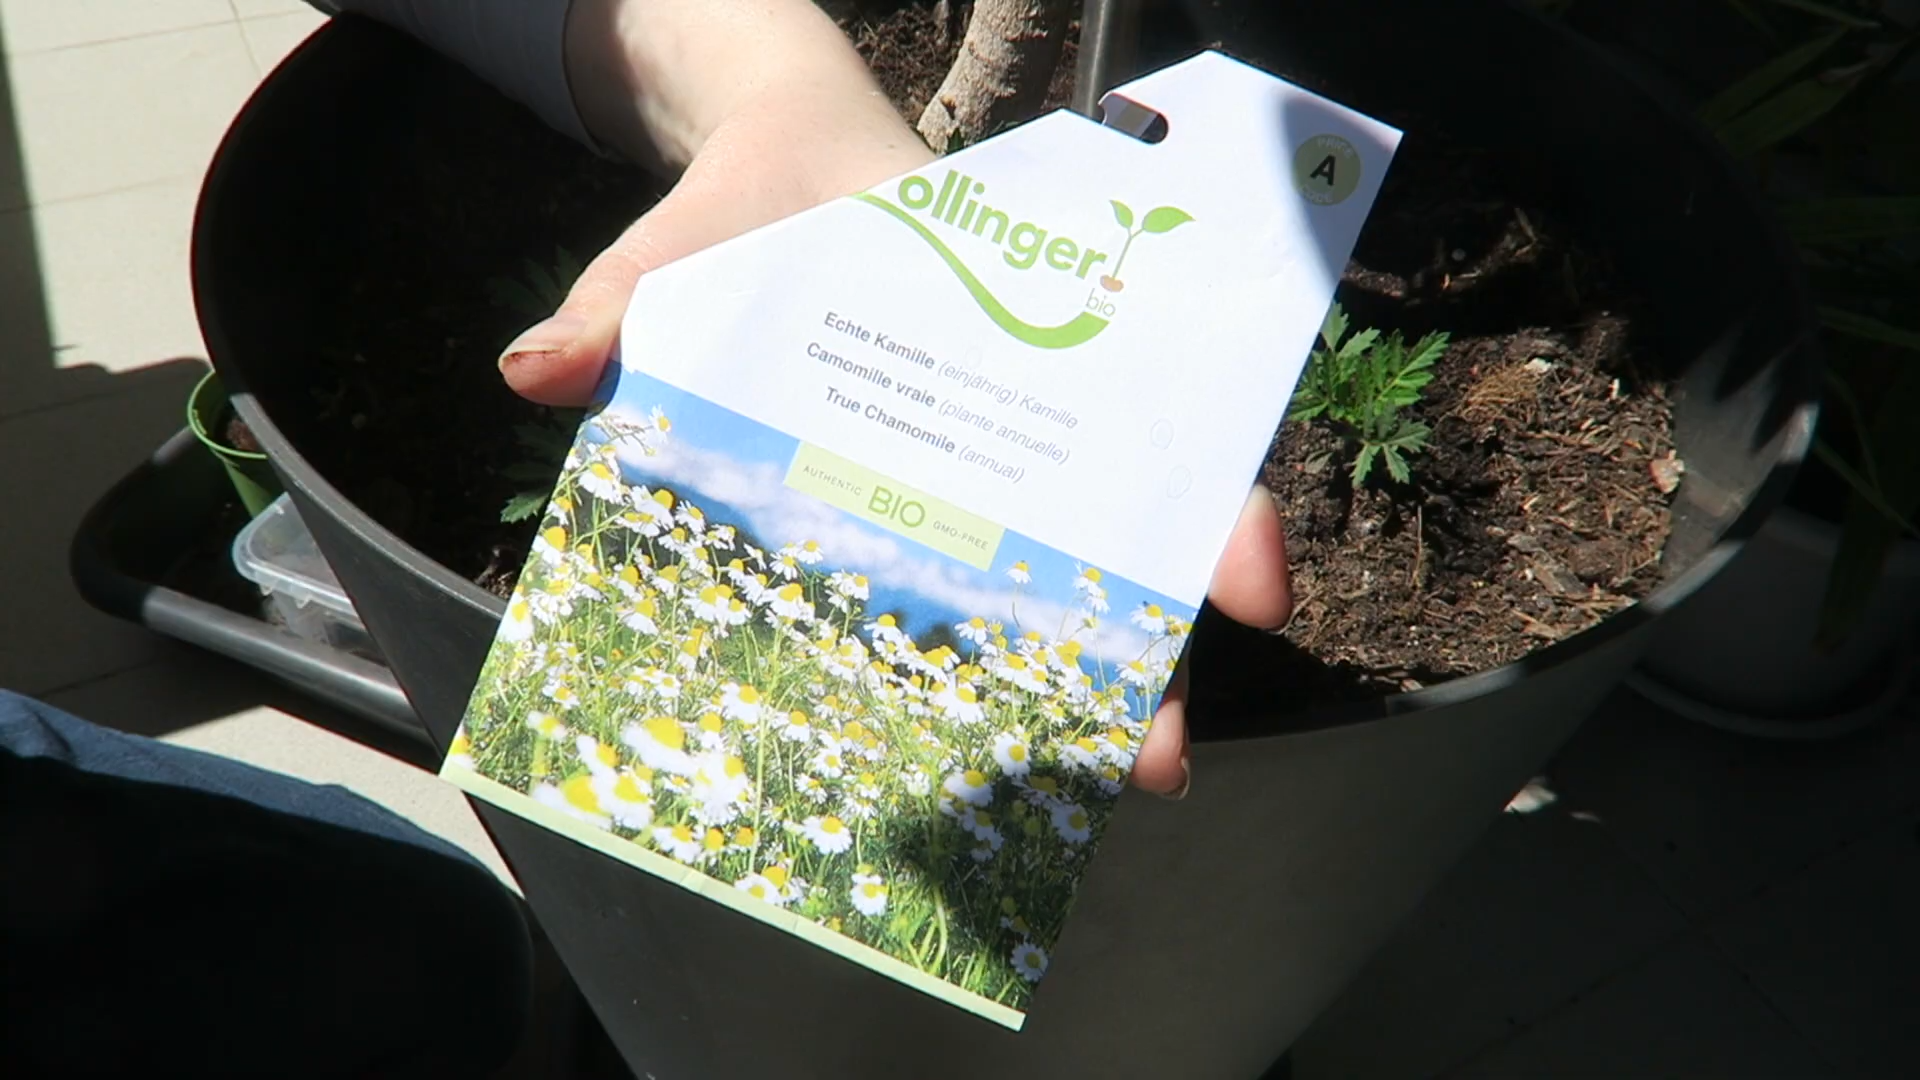 ollinger
bio
PRICE
A
CODE
Echte Kamille (einjährig) Kamille
Camomille vraie (plante annuelle)
True Chamomile (annual)
AUTHENTIC BIO GMO-FREE